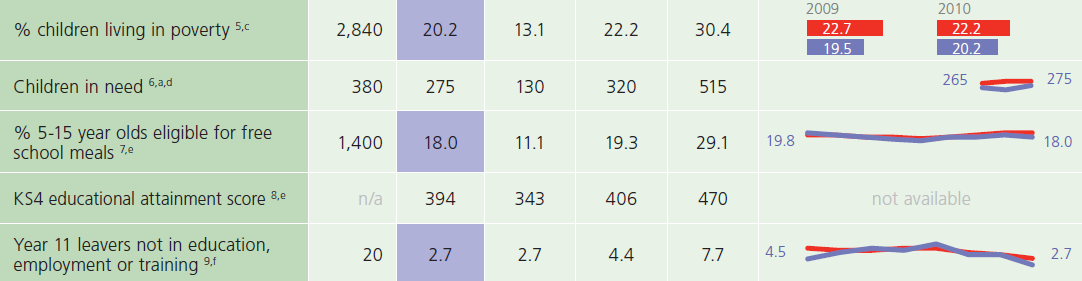 2009 2010
% children living in poverty 5,c 2,840 20.2 13.1 22.2 30.4 22.7 22.2
19.5 20.2
Children in need 6,a,d 380 275 130 320 515 265 275
% 5-15 year olds eligible for free
school meals 7,e 1,400 18.0 11.1 19.3 29.1 19.8 18.0
KS4 educational attainment score 8,e n/a 394 343 406 470 not available
Year 11 leavers not in education,
employment or training 9,f 20 2.7 2.7 4.4 7.7 4.5 2.7